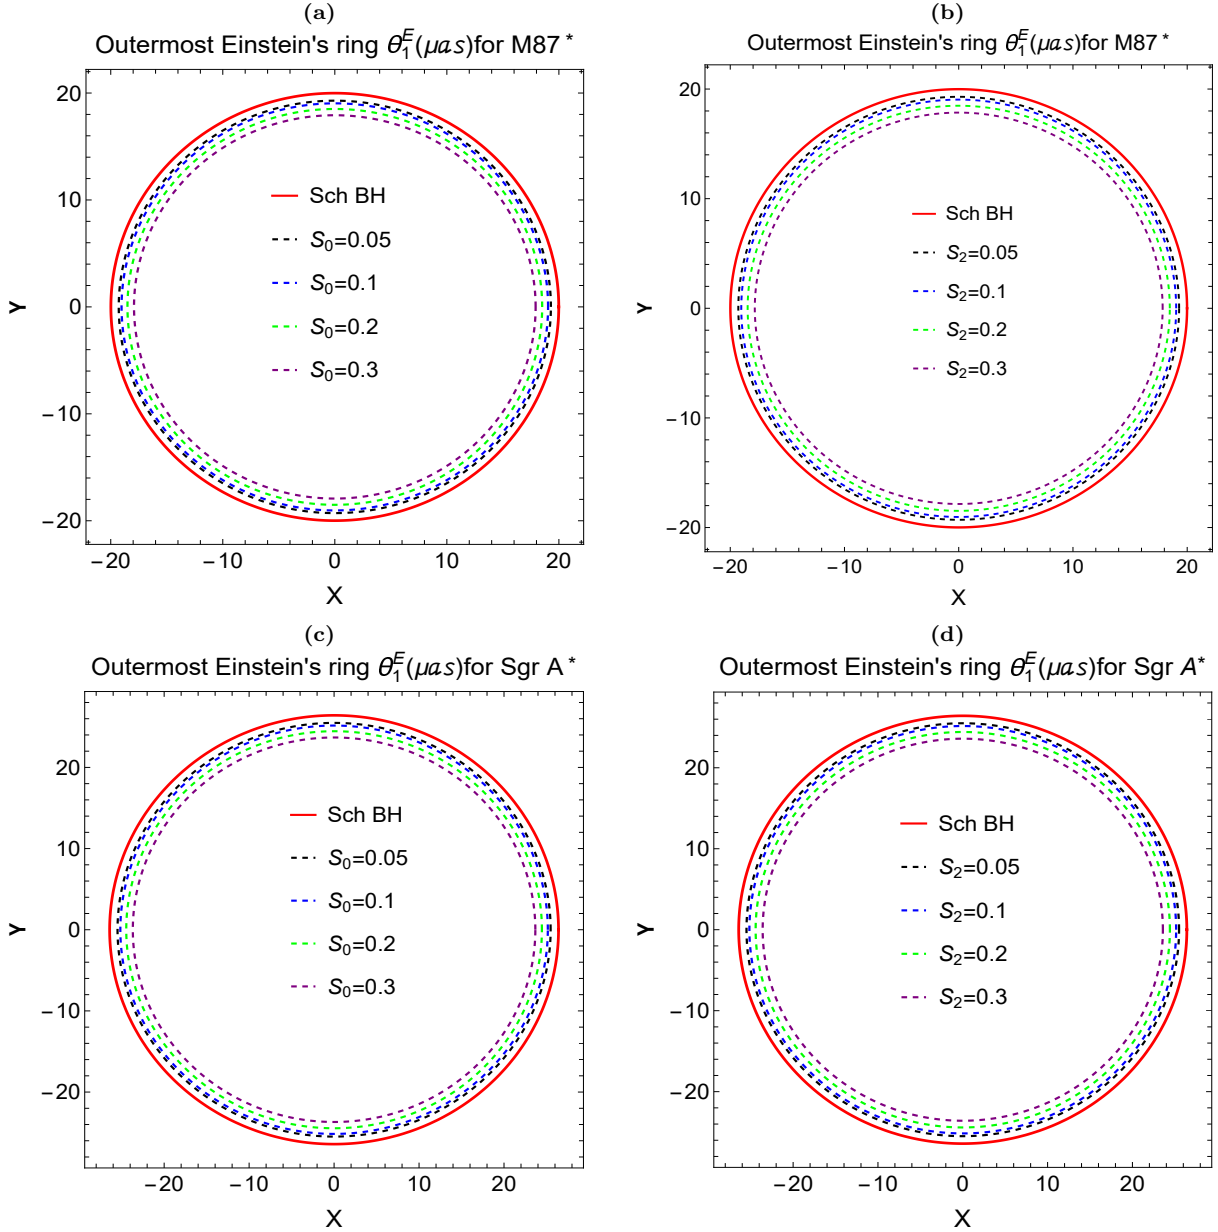 (a)
Outermost Einstein's ring θ₁ᴱ(μas)for M87 *
20
10
0
−10
−20
Y
Sch BH
S₀=0.05
S₀=0.1
S₀=0.2
S₀=0.3
−20 −10 0 10 20
X
(b)
Outermost Einstein's ring θ₁ᴱ(μas)for M87 *
20
10
0
−10
−20
Y
Sch BH
S₂=0.05
S₂=0.1
S₂=0.2
S₂=0.3
−20 −10 0 10 20
X
(c)
Outermost Einstein's ring θ₁ᴱ(μas)for Sgr A *
20
10
0
−10
−20
Y
Sch BH
S₀=0.05
S₀=0.1
S₀=0.2
S₀=0.3
−20 −10 0 10 20
X
(d)
Outermost Einstein's ring θ₁ᴱ(μas)for Sgr A*
20
10
0
−10
−20
Y
Sch BH
S₂=0.05
S₂=0.1
S₂=0.2
S₂=0.3
−20 −10 0 10 20
X